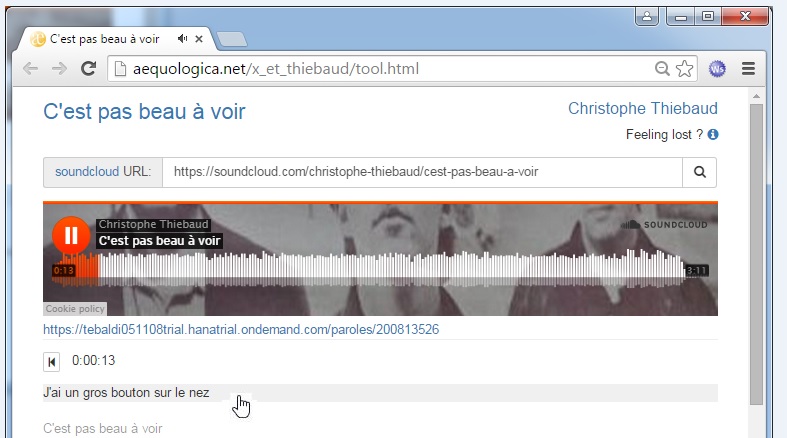 C'est pas beau à voir
aequologica.net/x_et_thiebaud/tool.html
Ws
C'est pas beau à voir
Christophe Thiebaud
Feeling lost ?
soundcloud URL:
https://soundcloud.com/christophe-thiebaud/cest-pas-beau-a-voir
Christophe Thiebaud
SOUNDCLOUD
C'est pas beau à voir
0:13
3:11
Cookie policy
https://tebaldi051108trial.hanatrial.ondemand.com/paroles/200813526
0:00:13
J'ai un gros bouton sur le nez
C'est pas beau à voir